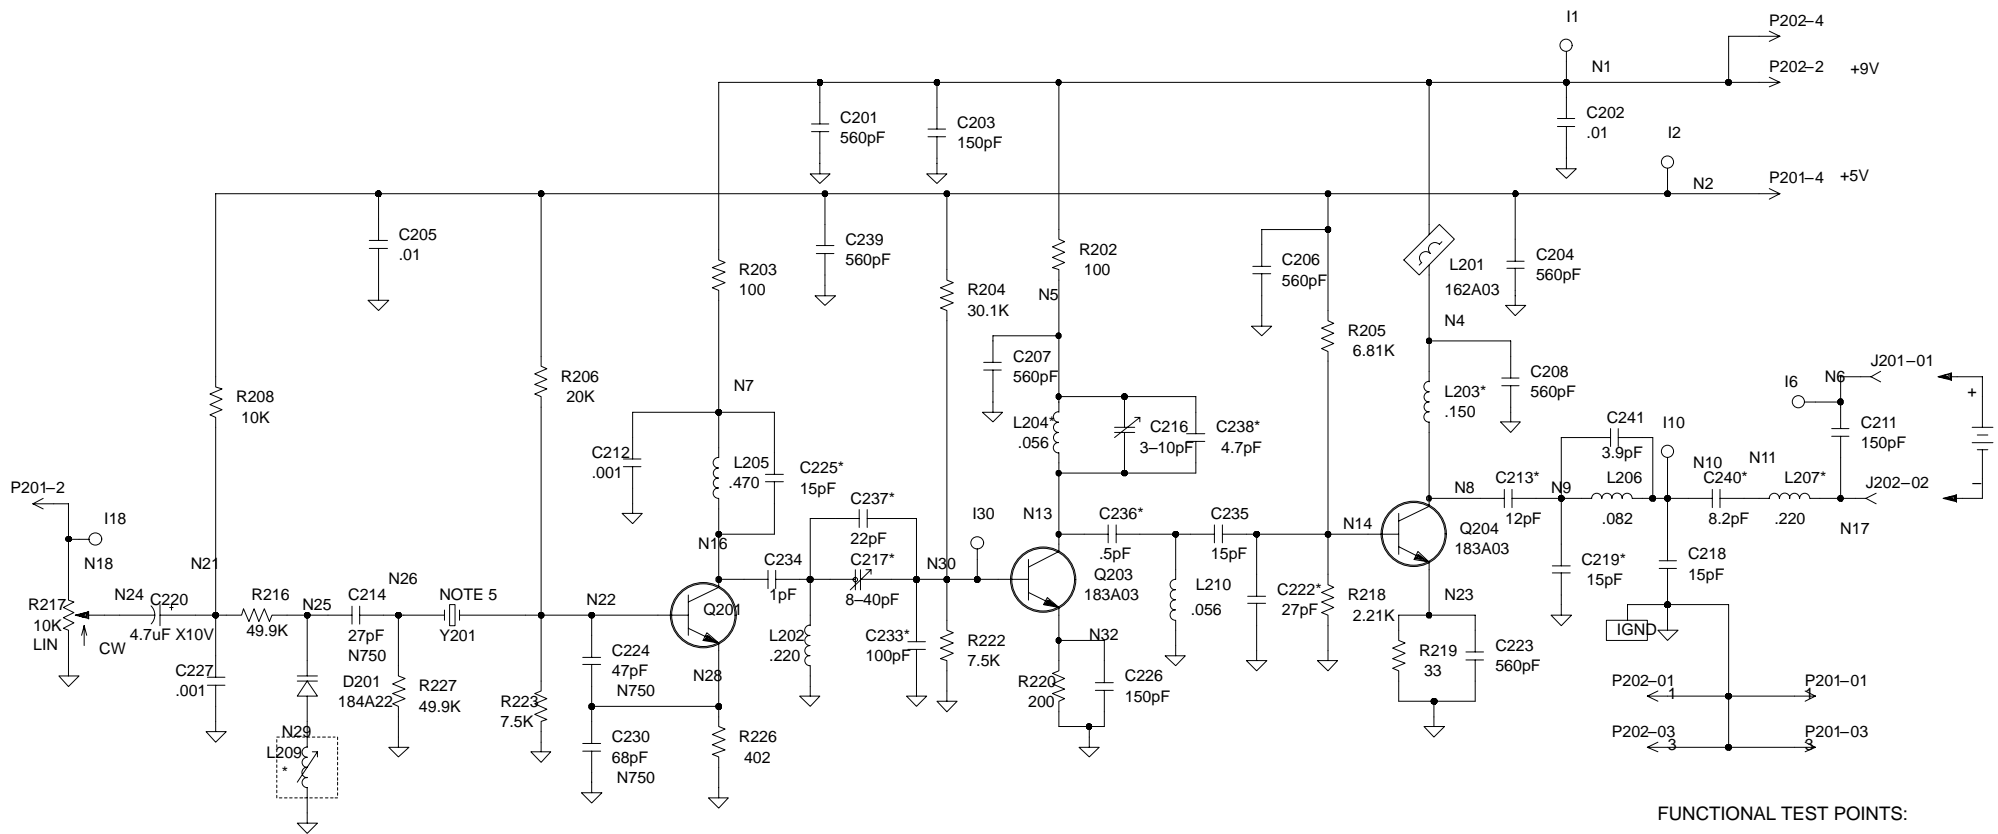 I1
P202–4
N1
P202–2
+9V
C201
560pF
C203
150pF
C202
.01
I2
N2
P201–4
+5V
C205
.01
C239
560pF
R203
100
R204
30.1K
R202
100
N5
C206
560pF
L201
162A03
C204
560pF
N4
R205
6.81K
C207
560pF
C208
560pF
L203*
.150
J201–01
I6
N6
+
R208
10K
R206
20K
N7
C212
.001
L205
.470
C225*
15pF
L204*
.056
C216
3–10pF
C238*
4.7pF
C241
3.9pF
I10
C211
150pF
P201–2
I18
N18
N21
N16
C237*
22pF
C234
1pF
C217*
8–40pF
I30
N30
N13
C236*
.5pF
C235
15pF
N14
Q204
183A03
N8
C213*
12pF
N9
L206
.082
N10
C240*
8.2pF
N11
L207*
.220
J202–02
–
N17
Q203
183A03
L210
.056
C222*
27pF
R218
2.21K
N23
C219*
15pF
C218
15pF
R217
10K
LIN
CW
N24
C220
+
4.7uF
X10V
R216
49.9K
N25
C214
27pF
N750
N26
NOTE 5
Y201
N22
Q201
C227
.001
D201
184A22
R227
49.9K
R223
7.5K
C224
47pF
N750
N28
L202
.220
C233*
100pF
R222
7.5K
N32
R220
200
C226
150pF
R219
33
C223
560pF
IGND
N29
L209
*
C230
68pF
N750
R226
402
P202–01
1
P201–01
1
P202–03
3
P201–03
3
FUNCTIONAL TEST POINTS: